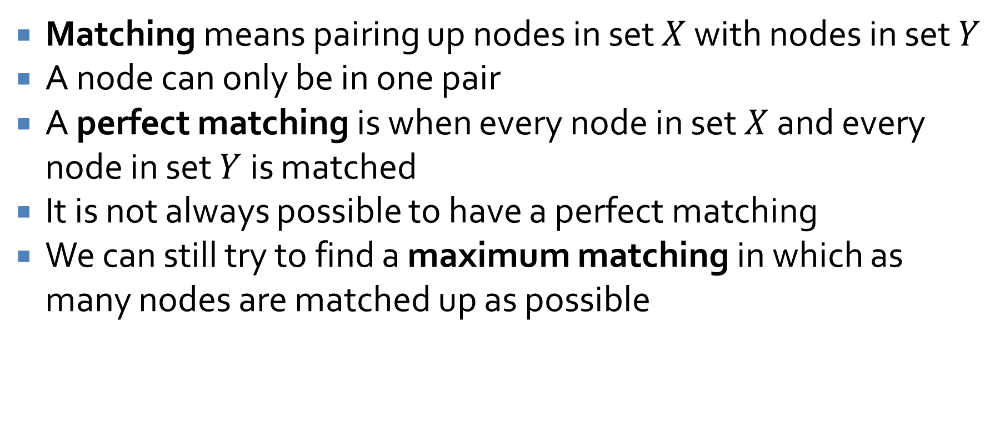 Matching means pairing up nodes in set X with nodes in set Y
A node can only be in one pair
A perfect matching is when every node in set X and every
node in set Y is matched
It is not always possible to have a perfect matching
We can still try to find a maximum matching in which as
many nodes are matched up as possible